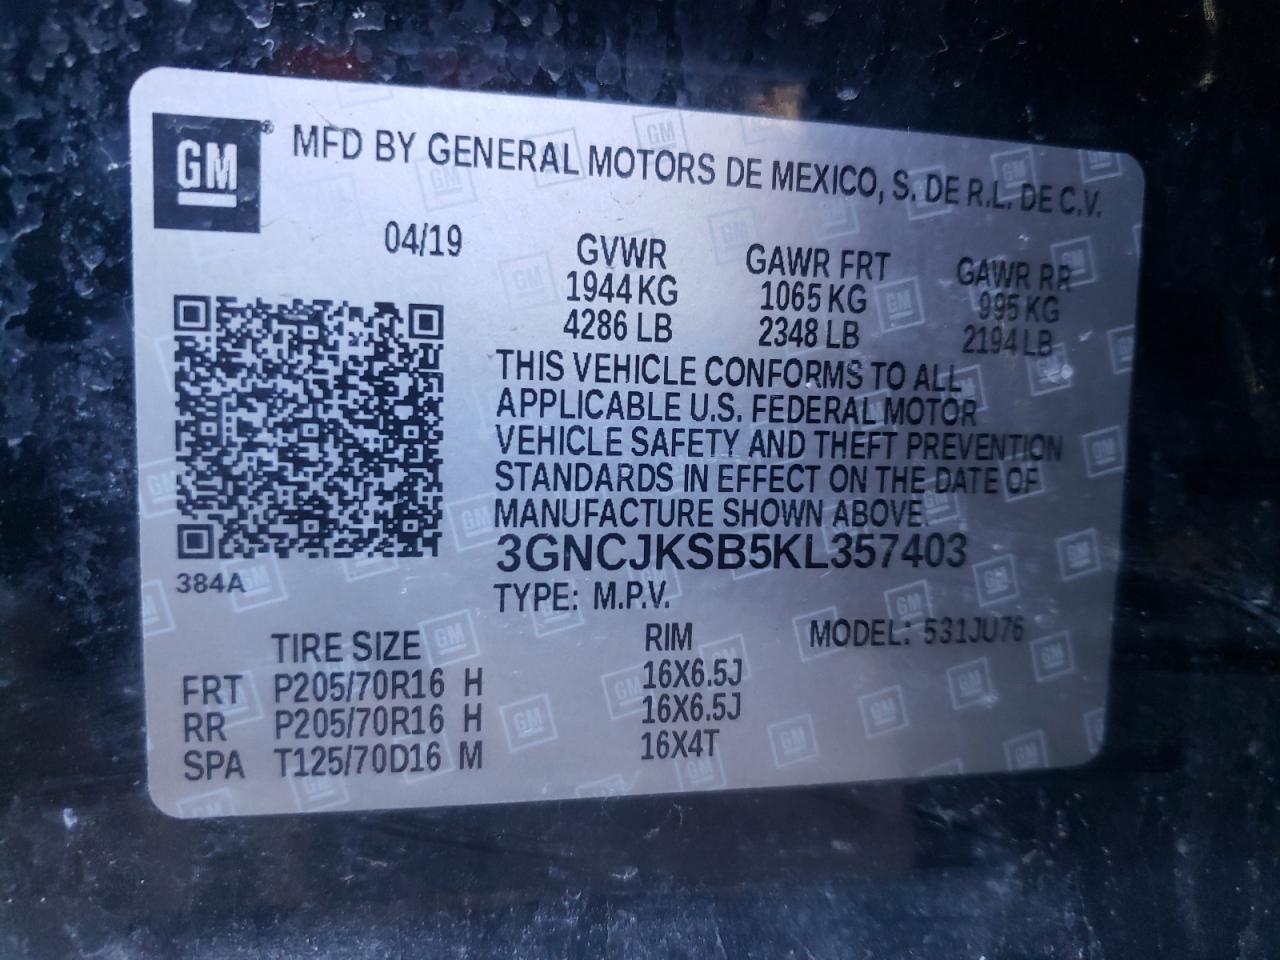 GM ® MFD BY GENERAL MOTORS DE MEXICO, S. DE R.L. DE C.V.
04/19
GVWR GAWR FRT GAWR RR
1944 KG 1065 KG 995 KG
4286 LB 2348 LB 2194 LB
THIS VEHICLE CONFORMS TO ALL
APPLICABLE U.S. FEDERAL MOTOR
VEHICLE SAFETY AND THEFT PREVENTION
STANDARDS IN EFFECT ON THE DATE OF
MANUFACTURE SHOWN ABOVE.
3GNCJKSB5KL357403
384A
TYPE: M.P.V.
TIRE SIZE RIM MODEL: 531JU76
FRT P205/70R16 H 16X6.5J
RR P205/70R16 H 16X6.5J
SPA T125/70D16 M 16X4T